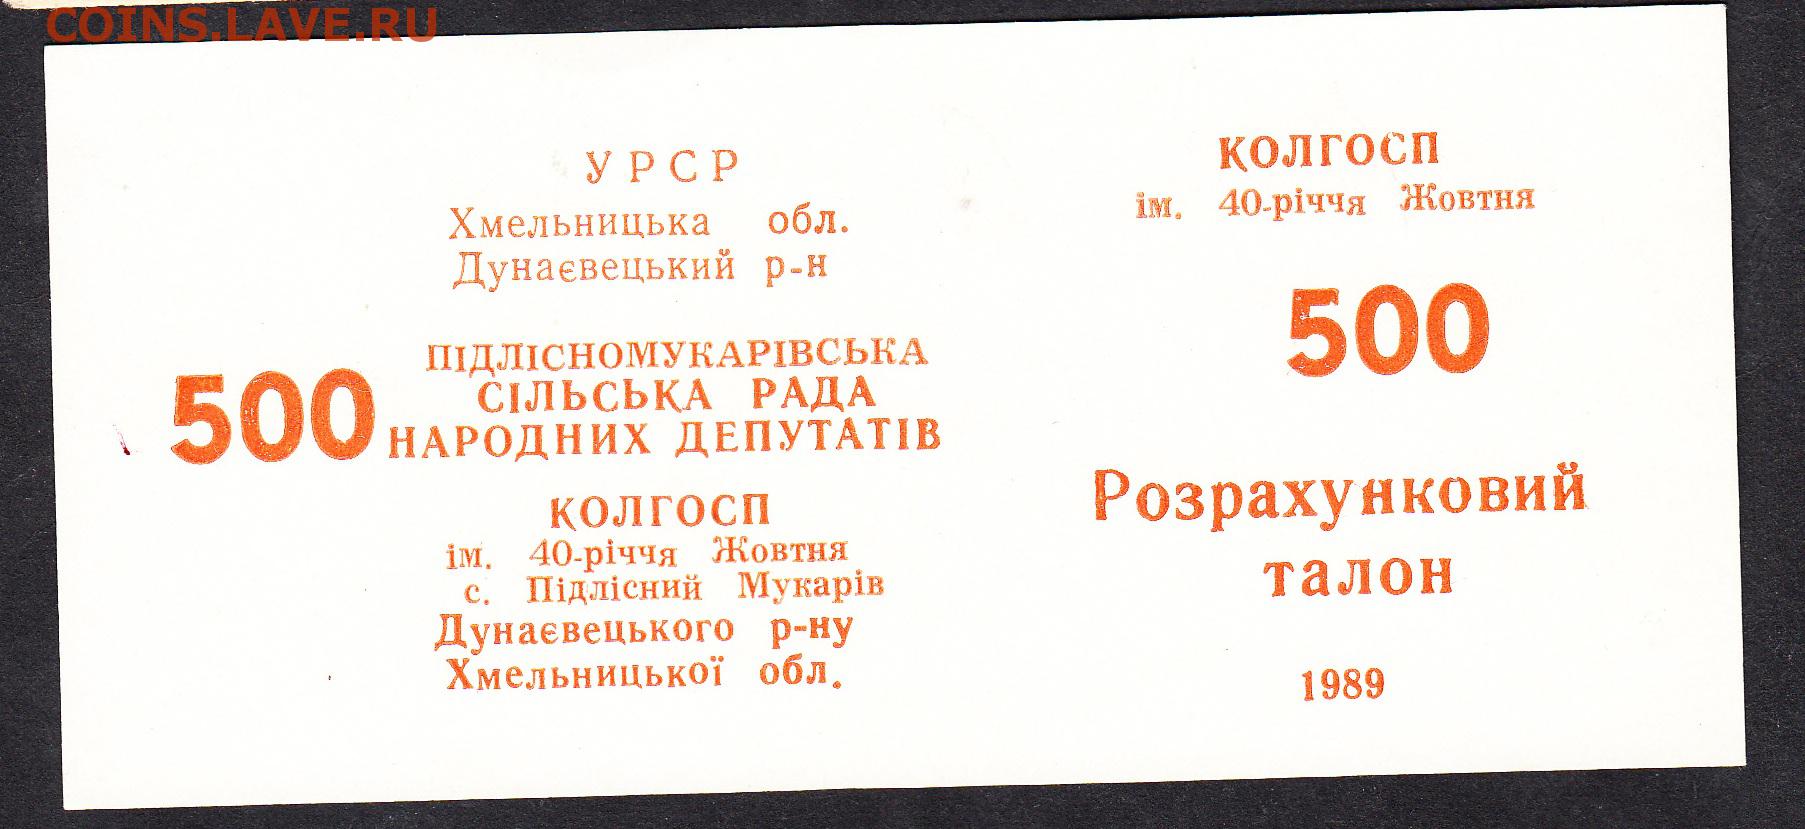 COINS.LAVE.RU
УРСР
Хмельницька обл.
Дунаєвецький р-н
500
ПІДЛІСНОМУКАРІВСЬКА
СІЛЬСЬКА РАДА
НАРОДНИХ ДЕПУТАТІВ
КОЛГОСП
ім. 40-річчя Жовтня
с. Підлісний Мукарів
Дунаєвецького р-ну
Хмельницької обл.
КОЛГОСП
ім. 40-річчя Жовтня
500
Розрахунковий
талон
1989